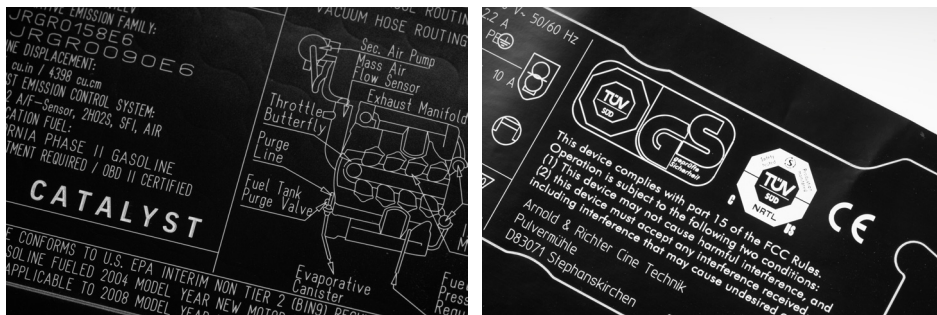 EMISSION FAMILY:
JRGR0158E6
JRGR0090E6
DISPLACEMENT:
cu.in / 4398 cu.cm
EMISSION CONTROL SYSTEM:
A/F-Sensor, 2HO2S, SFI, AIR
FUEL:
PHASE II GASOLINE
REQUIRED / OBD II CERTIFIED
CATALYST
CONFORMS TO U.S. EPA INTERIM NON TIER 2 (BIN9)
FUELED 2004 MODEL YEAR NEW
APPLICABLE TO 2008 MODEL
VACUUM HOSE ROUTING
Sec. Air Pump
Mass Air
Flow Sensor
Exhaust Manifold
Throttle
Butterfly
Purge
Line
Fuel Tank
Purge Valve
Evaporative
Canister
V~ 50/60 Hz
2.2 A
PE
10 A
TÜV
SÜD
GS
geprüfte
Sicherheit
TÜV
SÜD
NRTL
C
US
CE
This device complies with part 15 of the FCC Rules.
Operation is subject to the following two conditions:
(1) This device may not cause harmful interference, and
(2) this device must accept any interference received,
including interference that may cause undesired
Arnold & Richter Cine Technik
Pulvermühle
D83071 Stephanskirchen